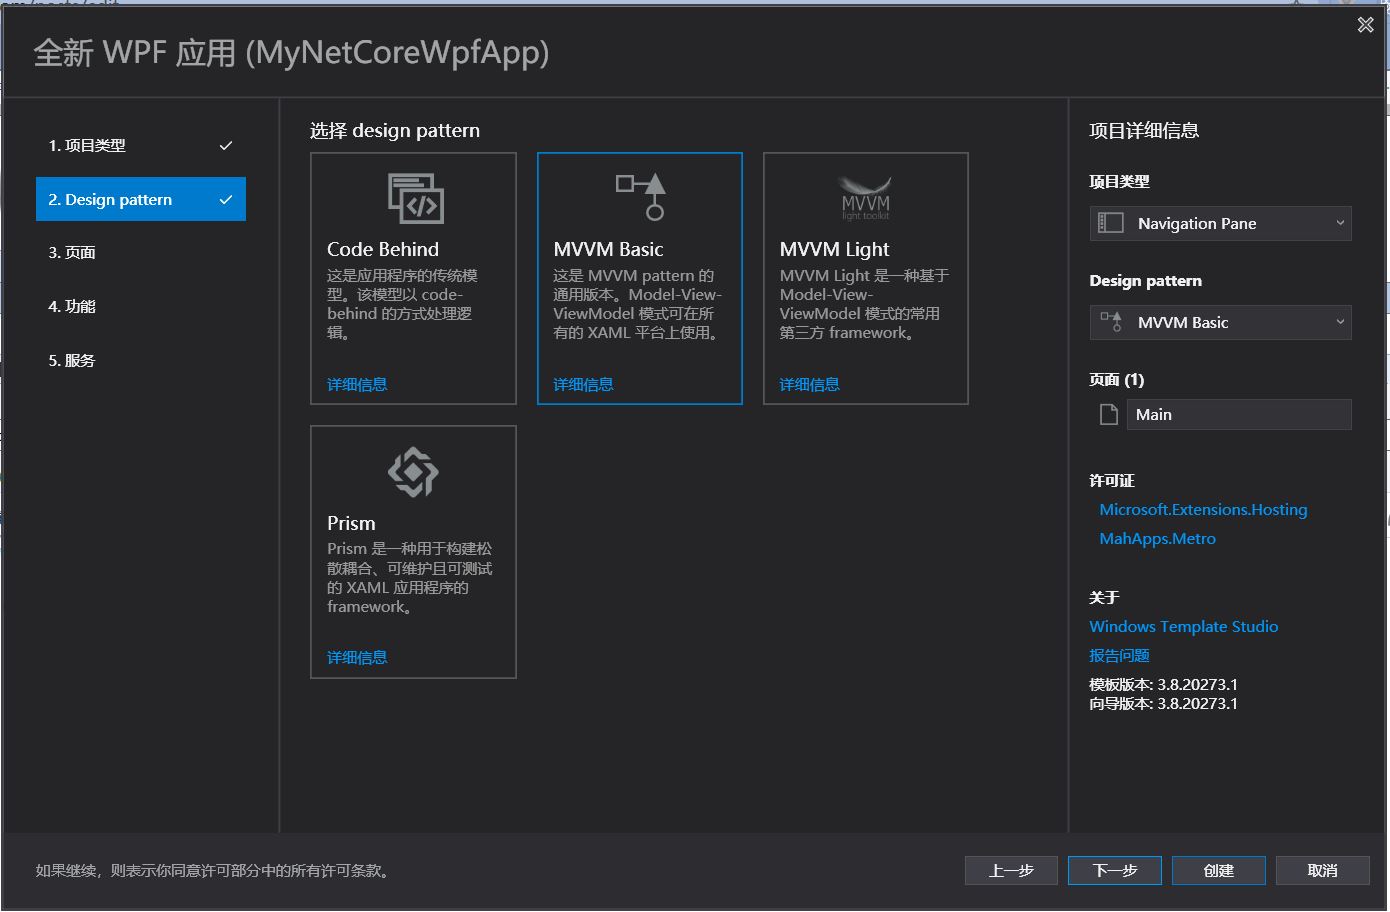 全新 WPF 应用 (MyNetCoreWpfApp)
1. 项目类型
2. Design pattern
3. 页面
4. 功能
5. 服务
选择 design pattern
Code Behind
这是应用程序的传统模
型。该模型以 code-
behind 的方式处理逻
辑。
详细信息
MVVM Basic
这是 MVVM pattern 的
通用版本。Model-View-
ViewModel 模式可在所
有的 XAML 平台上使用。
详细信息
MVVM
light toolkit
MVVM Light
MVVM Light 是一种基于
Model-View-
ViewModel 模式的常用
第三方 framework。
详细信息
Prism
Prism 是一种用于构建松
散耦合、可维护且可测试
的 XAML 应用程序的
framework。
详细信息
项目详细信息
项目类型
Navigation Pane
Design pattern
MVVM Basic
页面 (1)
Main
许可证
Microsoft.Extensions.Hosting
MahApps.Metro
关于
Windows Template Studio
报告问题
模板版本: 3.8.20273.1
向导版本: 3.8.20273.1
如果继续，则表示你同意许可部分中的所有许可条款。
上一步
下一步
创建
取消